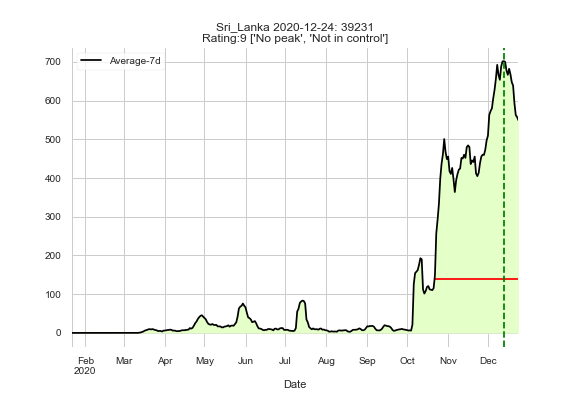 Sri_Lanka 2020-12-24: 39231
Rating:9 ['No peak', 'Not in control']
Average-7d
700
600
500
400
300
200
100
0
Feb Mar Apr May Jun Jul Aug Sep Oct Nov Dec
2020
Date